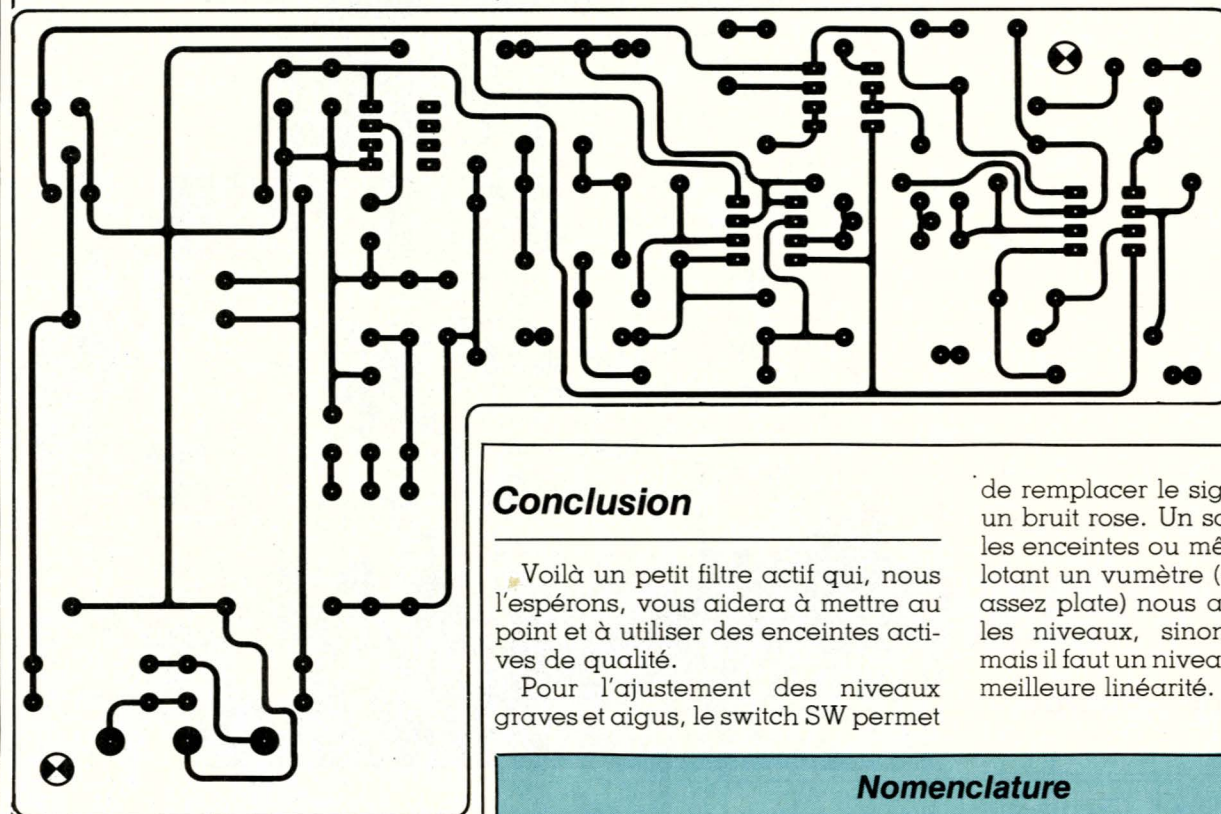 Conclusion
Voilà un petit filtre actif qui, nous
l'espérons, vous aidera à mettre au
point et à utiliser des enceintes acti-
ves de qualité.
Pour l'ajustement des niveaux
graves et aigus, le switch SW permet
de remplacer le sig
un bruit rose. Un so
les enceintes ou mê
lotant un vumètre (
assez plate) nous a
les niveaux, sinor
mais il faut un nivea
meilleure linéarité.
Nomenclature